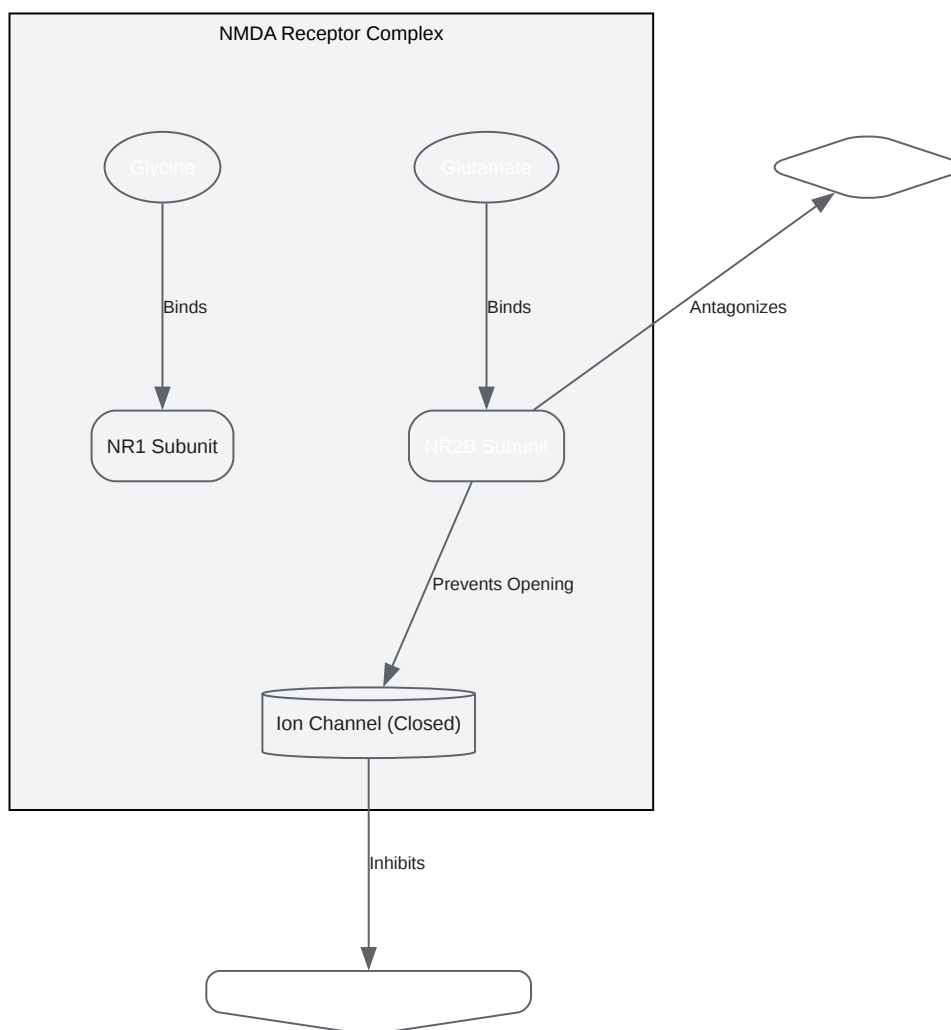 NMDA Receptor Complex
Glycine
Glutamate
Binds
Binds
Antagonizes
NR1 Subunit
NR2B Subunit
Prevents Opening
Ion Channel (Closed)
Inhibits